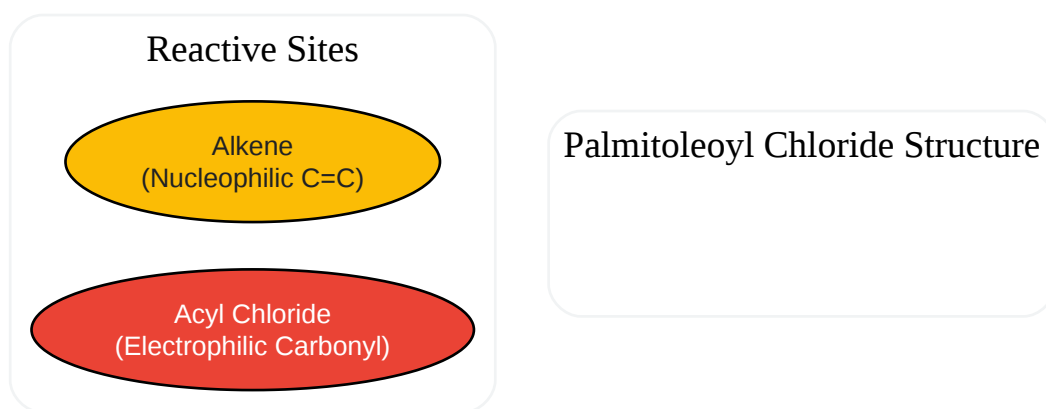 Reactive Sites
Alkene
(Nucleophilic C=C)
Acyl Chloride
(Electrophilic Carbonyl)
Palmitoleoyl Chloride Structure